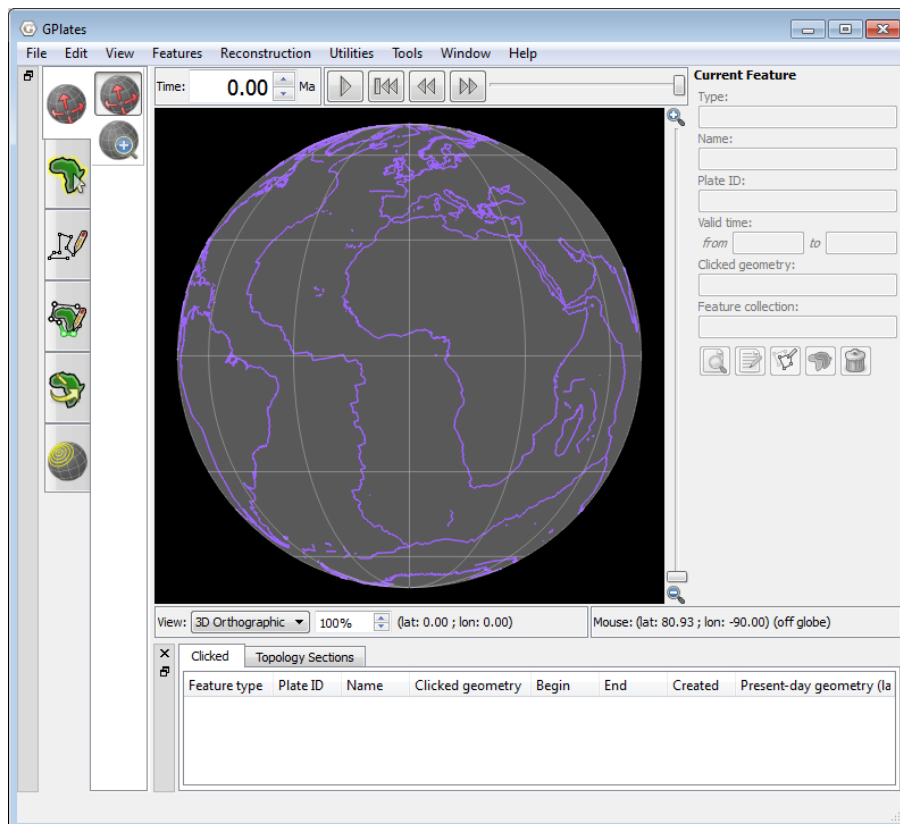 GPlates
File Edit View Features Reconstruction Utilities Tools Window Help
Time: 0.00 Ma
Current Feature
Type:
Name:
Plate ID:
Valid time:
from to
Clicked geometry:
Feature collection:
View: 3D Orthographic 100% (lat: 0.00 ; lon: 0.00) Mouse: (lat: 80.93 ; lon: -90.00) (off globe)
Clicked Topology Sections
Feature type Plate ID Name Clicked geometry Begin End Created Present-day geometry (la